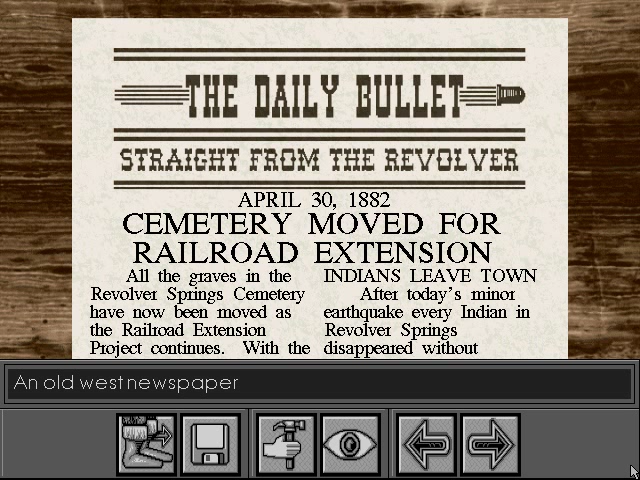 THE DAILY BULLET
STRAIGHT FROM THE REVOLVER
APRIL 30, 1882
CEMETERY MOVED FOR
RAILROAD EXTENSION
All the graves in the
Revolver Springs Cemetery
have now been moved as
the Railroad Extension
Project continues. With the
INDIANS LEAVE TOWN
After today's minor
earthquake every Indian in
Revolver Springs
disappeared without
An old west newspaper